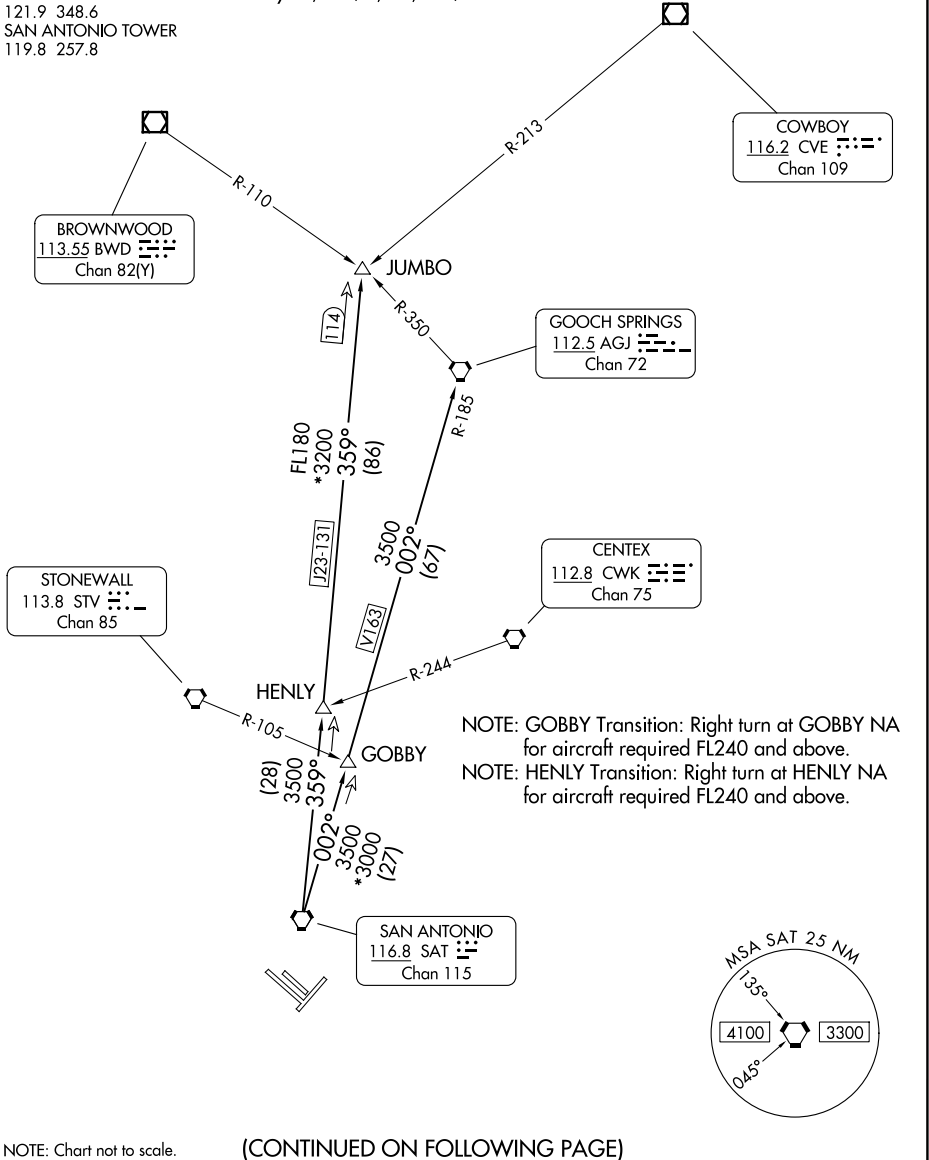 121.9 348.6
SAN ANTONIO TOWER
119.8 257.8
COWBOY
116.2 CVE
Chan 109
R-213
R-110
BROWNWOOD
113.55 BWD
Chan 82(Y)
JUMBO
114
R-350
GOOCH SPRINGS
112.5 AGJ
Chan 72
R-185
FL180
*3200
359°
(86)
J23-131
3500
002°
(67)
V163
CENTEX
112.8 CWK
Chan 75
STONEWALL
113.8 STV
Chan 85
R-244
HENLY
R-105
GOBBY
NOTE: GOBBY Transition: Right turn at GOBBY NA
for aircraft required FL240 and above.
NOTE: HENLY Transition: Right turn at HENLY NA
for aircraft required FL240 and above.
(28)
3500
359°
002°
3500
*3000
(27)
SAN ANTONIO
116.8 SAT
Chan 115
MSA SAT 25 NM
135°
4100
3300
045°
NOTE: Chart not to scale.
(CONTINUED ON FOLLOWING PAGE)